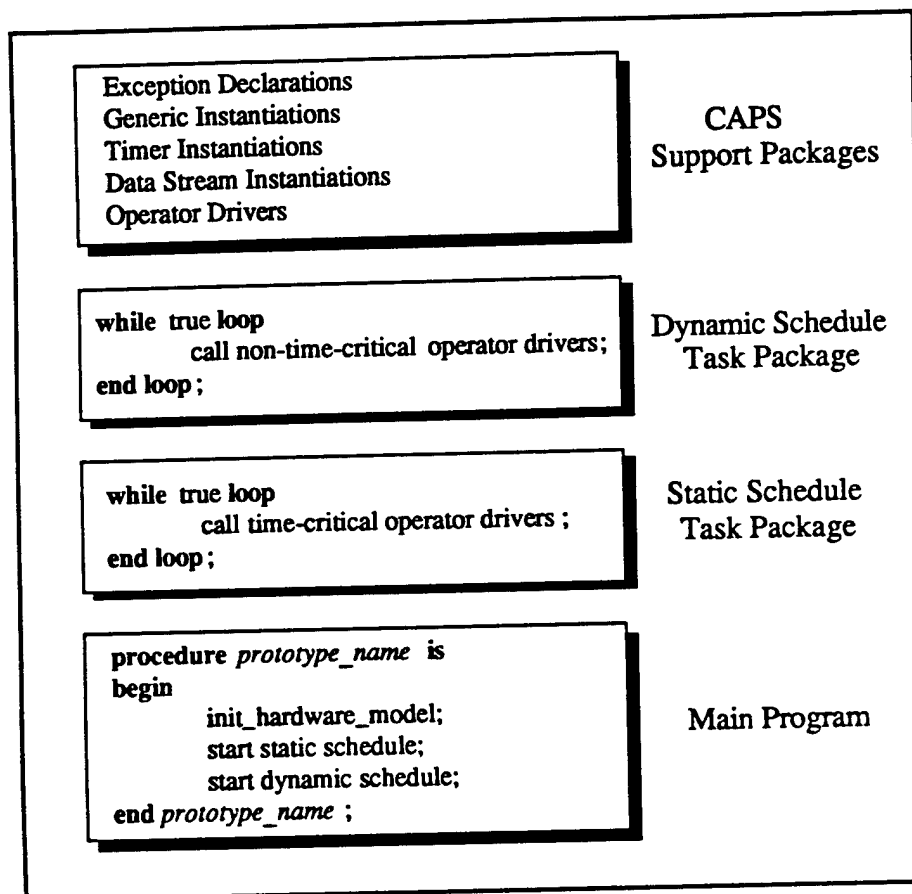 Exception Declarations
Generic Instantiations
Timer Instantiations
Data Stream Instantiations
Operator Drivers
CAPS
Support Packages
while true loop
call non-time-critical operator drivers;
end loop;
Dynamic Schedule
Task Package
while true loop
call time-critical operator drivers ;
end loop;
Static Schedule
Task Package
procedure prototype_name is
begin
init_hardware_model;
start static schedule;
start dynamic schedule;
end prototype_name ;
Main Program